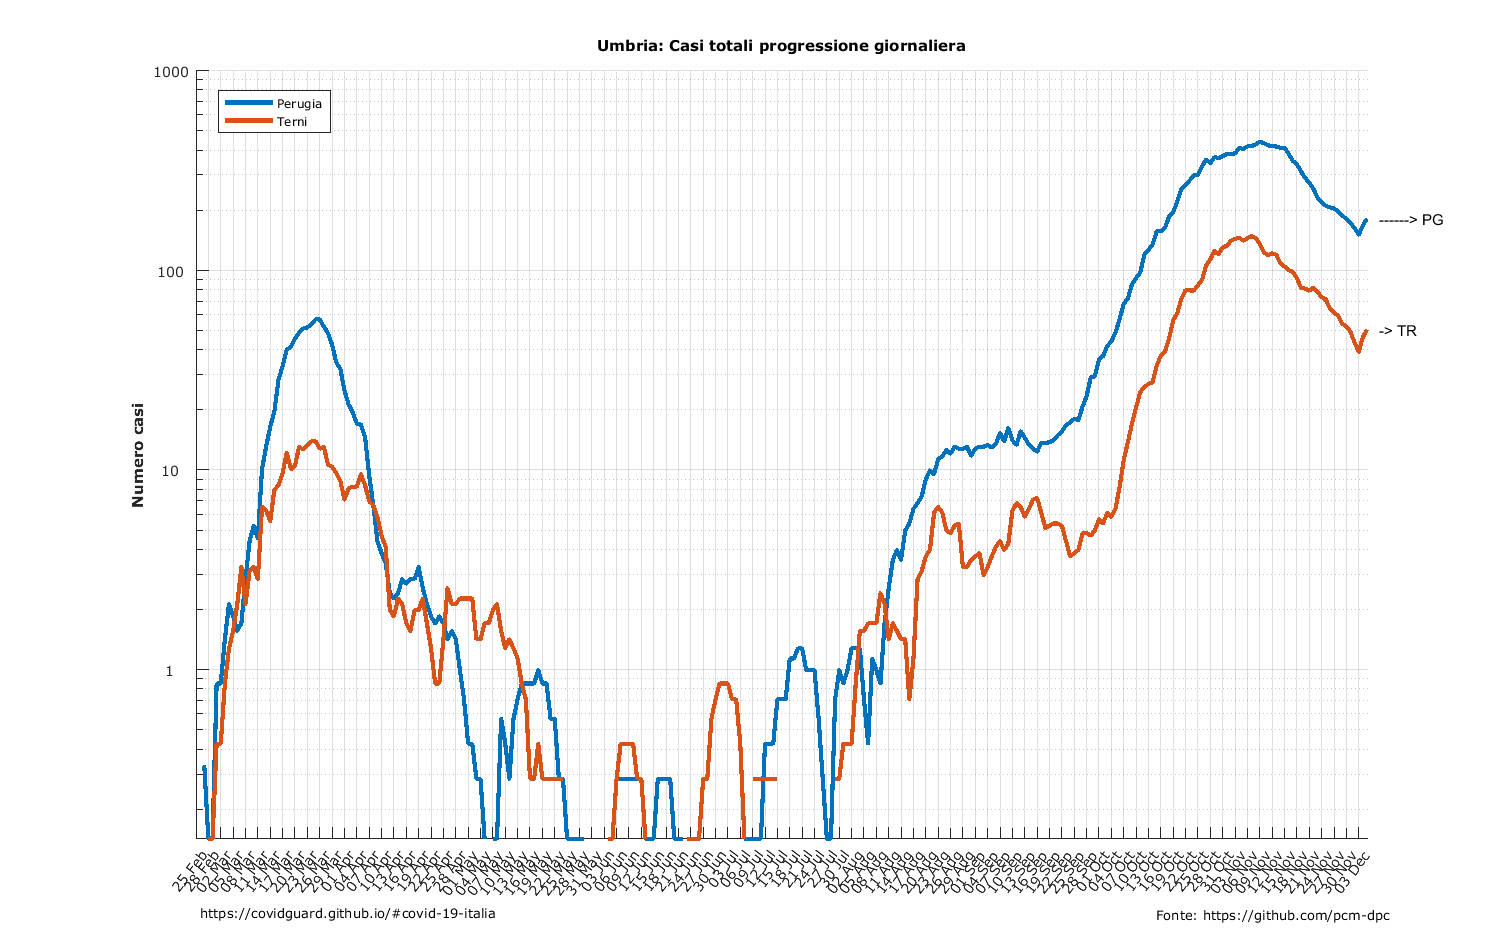 Umbria: Casi totali progressione giornaliera
1000
Perugia
Terni
------> PG
100
-> TR
Numero casi
10
1
25 Feb
28 Feb
02 Mar
05 Mar
08 Mar
11 Mar
14 Mar
17 Mar
20 Mar
23 Mar
26 Mar
29 Mar
01 Apr
04 Apr
07 Apr
10 Apr
13 Apr
16 Apr
19 Apr
22 Apr
25 Apr
28 Apr
01 May
04 May
07 May
10 May
13 May
16 May
19 May
22 May
25 May
28 May
31 May
03 Jun
06 Jun
09 Jun
12 Jun
15 Jun
18 Jun
21 Jun
24 Jun
27 Jun
30 Jun
03 Jul
06 Jul
09 Jul
12 Jul
15 Jul
18 Jul
21 Jul
24 Jul
27 Jul
30 Jul
02 Aug
05 Aug
08 Aug
11 Aug
14 Aug
17 Aug
20 Aug
23 Aug
26 Aug
29 Aug
01 Sep
04 Sep
07 Sep
10 Sep
13 Sep
16 Sep
19 Sep
22 Sep
25 Sep
28 Sep
01 Oct
04 Oct
07 Oct
10 Oct
13 Oct
16 Oct
19 Oct
22 Oct
25 Oct
28 Oct
31 Oct
03 Nov
06 Nov
09 Nov
12 Nov
15 Nov
18 Nov
21 Nov
24 Nov
27 Nov
30 Nov
03 Dec
https://covidguard.github.io/#covid-19-italia
Fonte: https://github.com/pcm-dpc